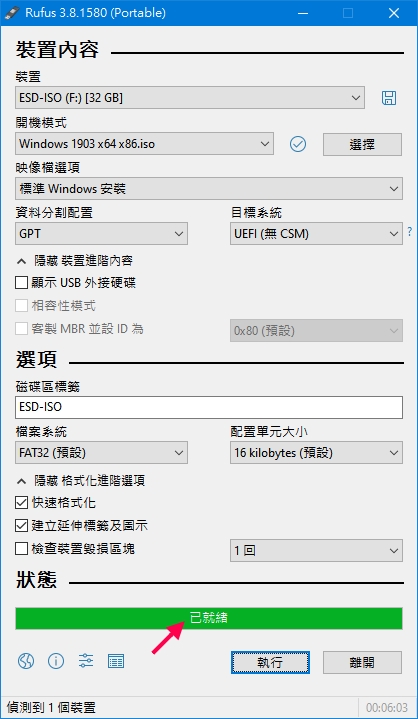 Rufus 3.8.1580 (Portable)
裝置內容
裝置
ESD-ISO (F:) [32 GB]
開機模式
Windows 1903 x64 x86.iso
選擇
映像檔選項
標準 Windows 安裝
資料分割配置 目標系統
GPT UEFI (無 CSM) ?
隱藏 裝置進階內容
顯示 USB 外接硬碟
相容性模式
客製 MBR 並設 ID 為 0x80 (預設)
選項
磁碟區標籤
ESD-ISO
檔案系統 配置單元大小
FAT32 (預設) 16 kilobytes (預設)
隱藏 格式化進階選項
快速格式化
建立延伸標籤及圖示
檢查裝置毀損區塊 1 回
狀態
已就緒
執行 離開
偵測到 1 個裝置 00:06:03